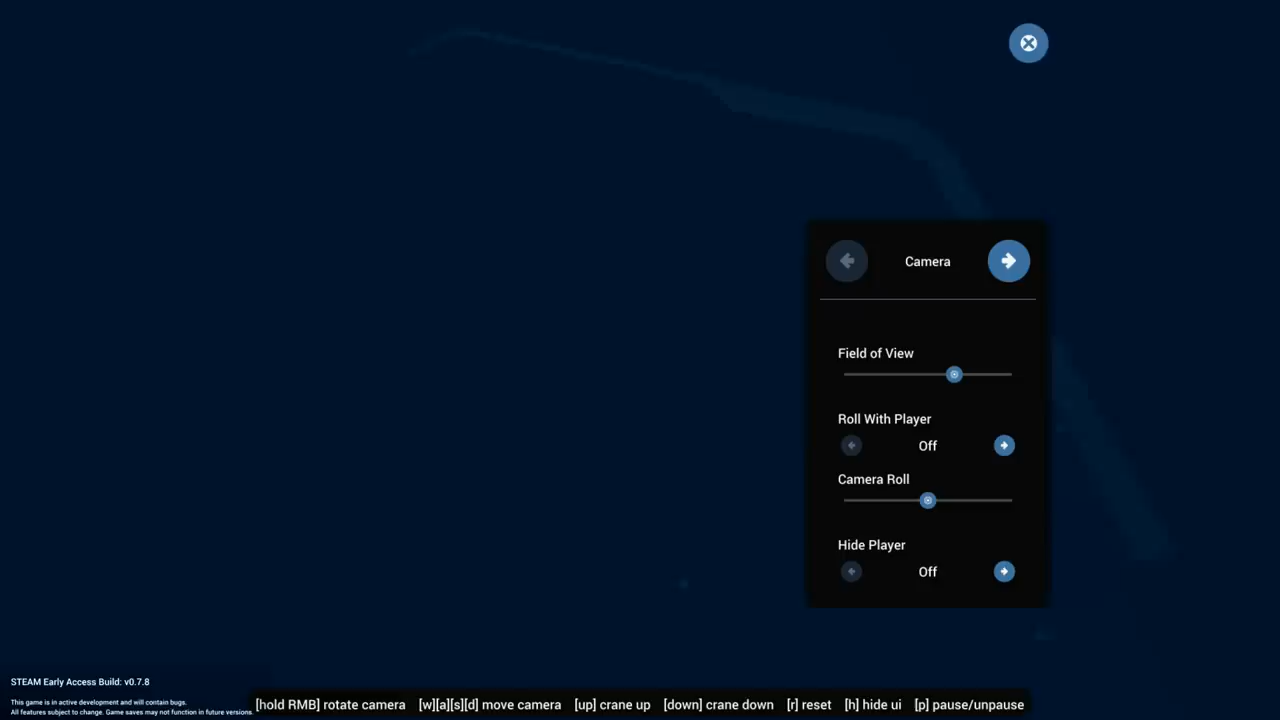 Camera
Field of View
Roll With Player
Off
Camera Roll
Hide Player
Off
STEAM Early Access Build: v0.7.8
This game is in active development and will contain bugs.
All features subject to change. Game saves may not function in future versions.
[hold RMB] rotate camera [w][a][s][d] move camera [up] crane up [down] crane down [r] reset [h] hide ui [p] pause/unpause